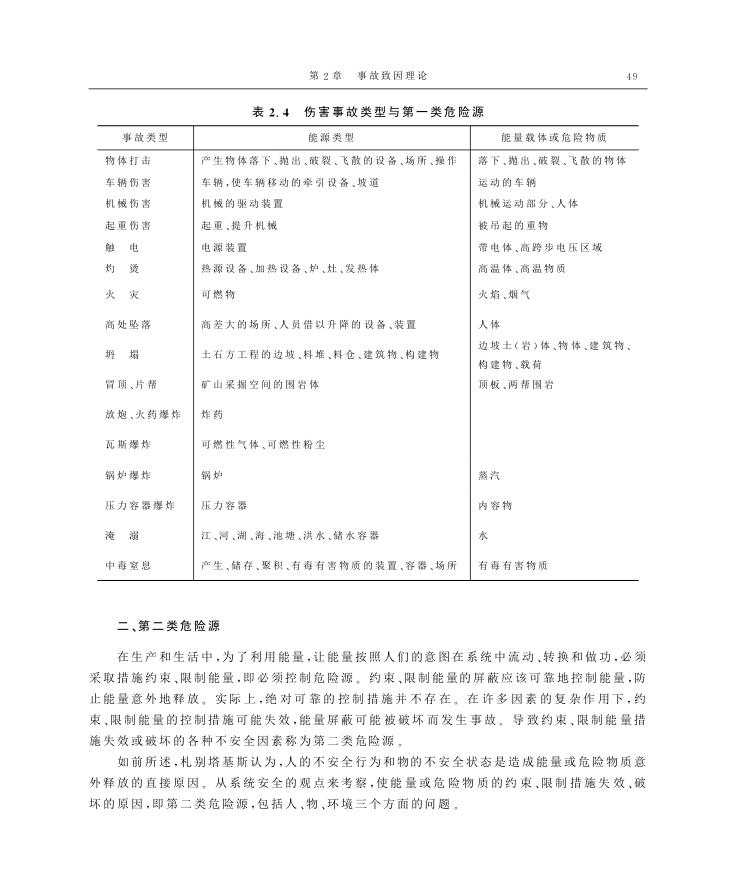 第 2 章　事故致因理论　49
表 2. 4　伤害事故类型与第一类危险源
事故类型　能源类型　能量载体或危险物质
物体打击　产生物体落下、抛出、破裂、飞散的设备、场所、操作　落下、抛出、破裂、飞散的物体
车辆伤害　车辆,使车辆移动的牵引设备、坡道　运动的车辆
机械伤害　机械的驱动装置　机械运动部分、人体
起重伤害　起重、提升机械　被吊起的重物
触　电　电源装置　带电体、高跨步电压区域
灼　烫　热源设备、加热设备、炉、灶、发热体　高温体、高温物质
火　灾　可燃物　火焰、烟气
高处坠落　高差大的场所、人员借以升降的设备、装置　人体
坍　塌　土石方工程的边坡、料堆、料仓、建筑物、构建物　边坡土(岩)体、物体、建筑物、
构建物、载荷
冒顶、片帮　矿山采掘空间的围岩体　顶板、两帮围岩
放炮、火药爆炸　炸药
瓦斯爆炸　可燃性气体、可燃性粉尘
锅炉爆炸　锅炉　蒸汽
压力容器爆炸　压力容器　内容物
淹　溺　江、河、湖、海、池塘、洪水、储水容器　水
中毒窒息　产生、储存、聚积、有毒有害物质的装置、容器、场所　有毒有害物质
二、第二类危险源
在生产和生活中,为了利用能量,让能量按照人们的意图在系统中流动、转换和做功,必须
采取措施约束、限制能量,即必须控制危险源。约束、限制能量的屏蔽应该可靠地控制能量,防
止能量意外地释放。实际上,绝对可靠的控制措施并不存在。在许多因素的复杂作用下,约
束、限制能量的控制措施可能失效,能量屏蔽可能被破坏而发生事故。导致约束、限制能量措
施失效或破坏的各种不安全因素称为第二类危险源。
如前所述,札别塔基斯认为,人的不安全行为和物的不安全状态是造成能量或危险物质意
外释放的直接原因。从系统安全的观点来考察,使能量或危险物质的约束、限制措施失效、破
坏的原因,即第二类危险源,包括人、物、环境三个方面的问题。